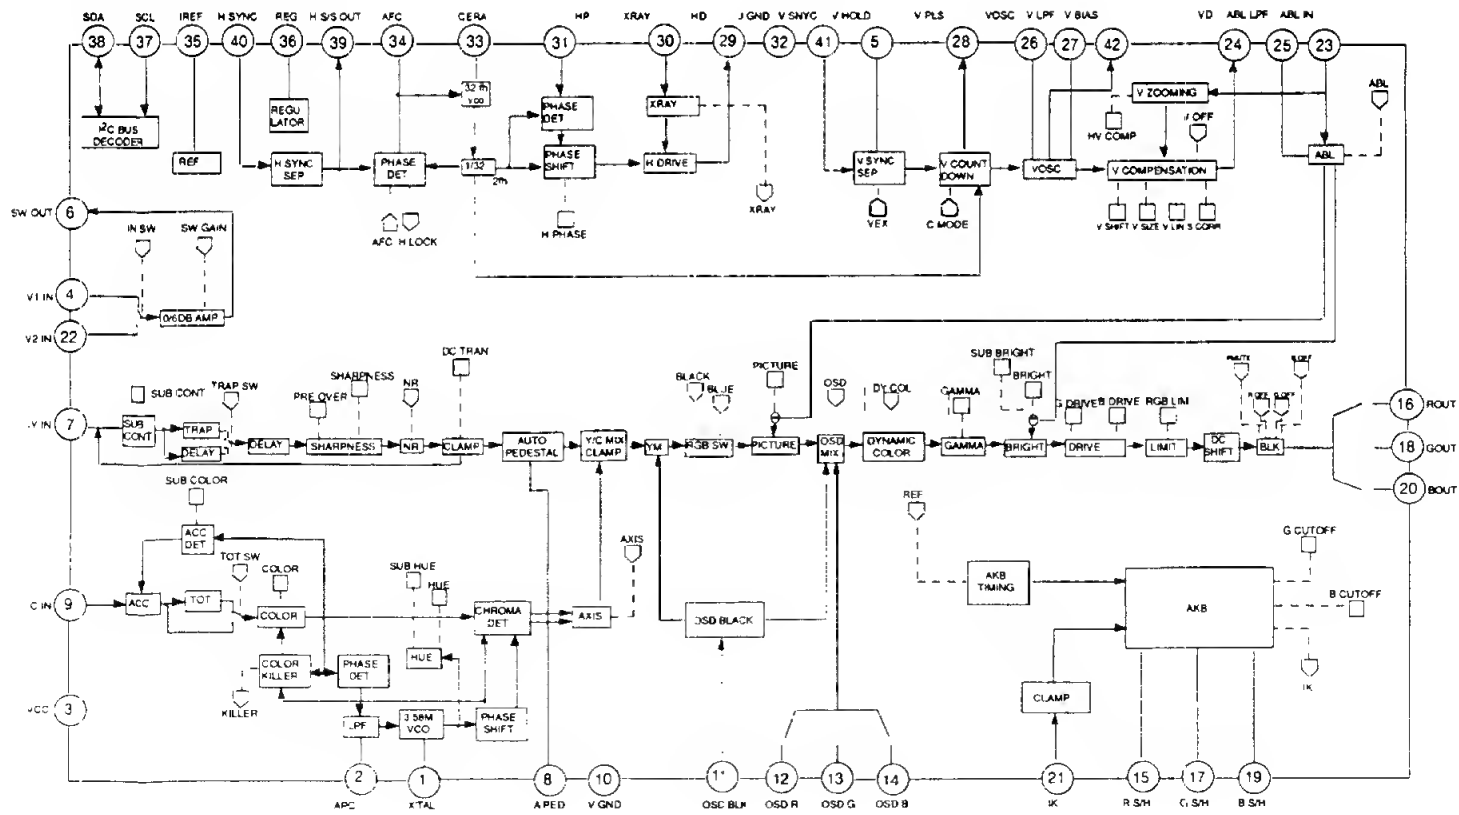 SDA SCL IREF H SYNC REG H S/S OUT AFC CERA HP XRAY HD J GND V SNYC V HOLD V PLS VOSC V LPF V BIAS VD ABL LPF ABL IN
38 37 35 40 36 39 34 33 31 30 29 32 41 5 28 26 27 42 24 25 23
32 fh
VCO
ABL
V ZOOMING
PHASE
DET
XRAY
REGU
LATOR
I2C BUS
DECODER
HV COMP
REF
H SYNC
SEP
PHASE
DET
1/32
2fh
PHASE
SHIFT
H DRIVE
V SYNC
SEP
V COUNT
DOWN
VOSC
V COMPENSATION
ABL
SW OUT 6
IN SW
SW GAIN
AFC H LOCK
H PHASE
XRAY
VEX
C MODE
V SHIFT V SIZE V LIN S CORR
V1 IN 4
0/6DB AMP
V2 IN 22
SUB CONT
TRAP SW
PRE OVER
SHARPNESS
NR
DC TRAN
BLACK
BLUE
PICTURE
OSD
DY COL
GAMMA
SUB BRIGHT
BRIGHT
G DRIVE
B DRIVE
RGB LIM
7
SUB
CONT
TRAP
DELAY
DELAY
SHARPNESS
NR
CLAMP
AUTO
PEDESTAL
Y/C MIX
CLAMP
YM
RGB SW
PICTURE
OSD
MIX
DYNAMIC
COLOR
GAMMA
BRIGHT
DRIVE
LIMIT
DC
SHIFT
BLK
16 ROUT
18 GOUT
20 BOUT
SUB COLOR
ACC
DET
TOT SW
COLOR
SUB HUE
HUE
AXIS
REF
G CUTOFF
C IN 9
ACC
TOT
COLOR
CHROMA
DET
AXIS
OSD BLACK
AKB
TIMING
AKB
B CUTOFF
COLOR
KILLER
PHASE
DET
HUE
KILLER
IK
CLAMP
VCC 3
LPF
3.58M
VCO
PHASE
SHIFT
2 1 8 10 11 12 13 14 21 15 17 19
APC XTAL APED V GND OSC BLK OSD R OSD G OSD B IK R S/H G S/H B S/H